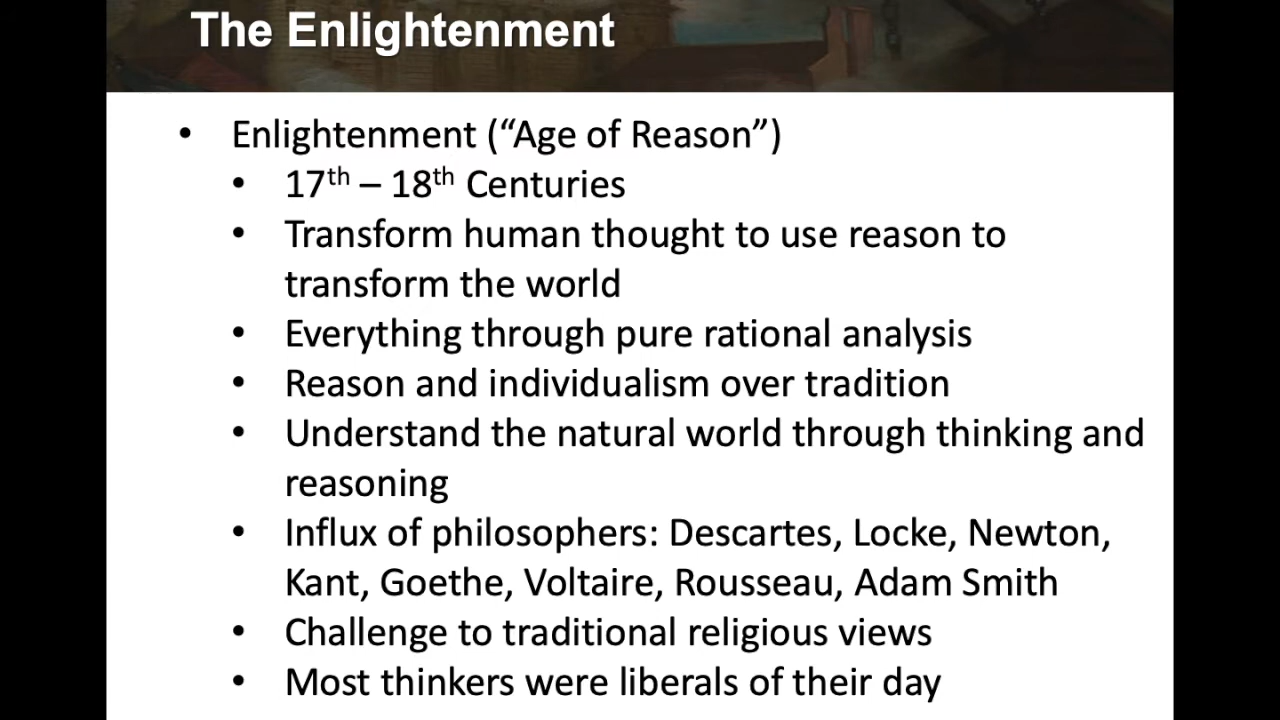 The Enlightenment
• Enlightenment (“Age of Reason”)
• 17th – 18th Centuries
• Transform human thought to use reason to
transform the world
• Everything through pure rational analysis
• Reason and individualism over tradition
• Understand the natural world through thinking and
reasoning
• Influx of philosophers: Descartes, Locke, Newton,
Kant, Goethe, Voltaire, Rousseau, Adam Smith
• Challenge to traditional religious views
• Most thinkers were liberals of their day